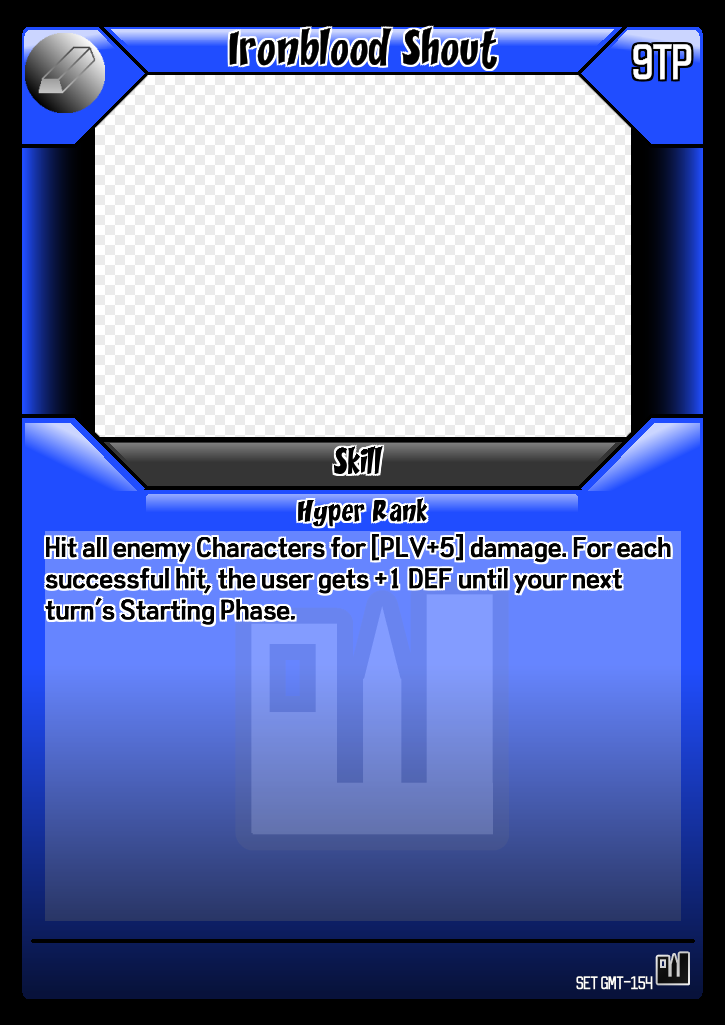 Ironblood Shout
9TP
Skill
Hyper Rank
Hit all enemy Characters for [PLV+5] damage. For each
successful hit, the user gets +1 DEF until your next
turn's Starting Phase.
SET GMT-154